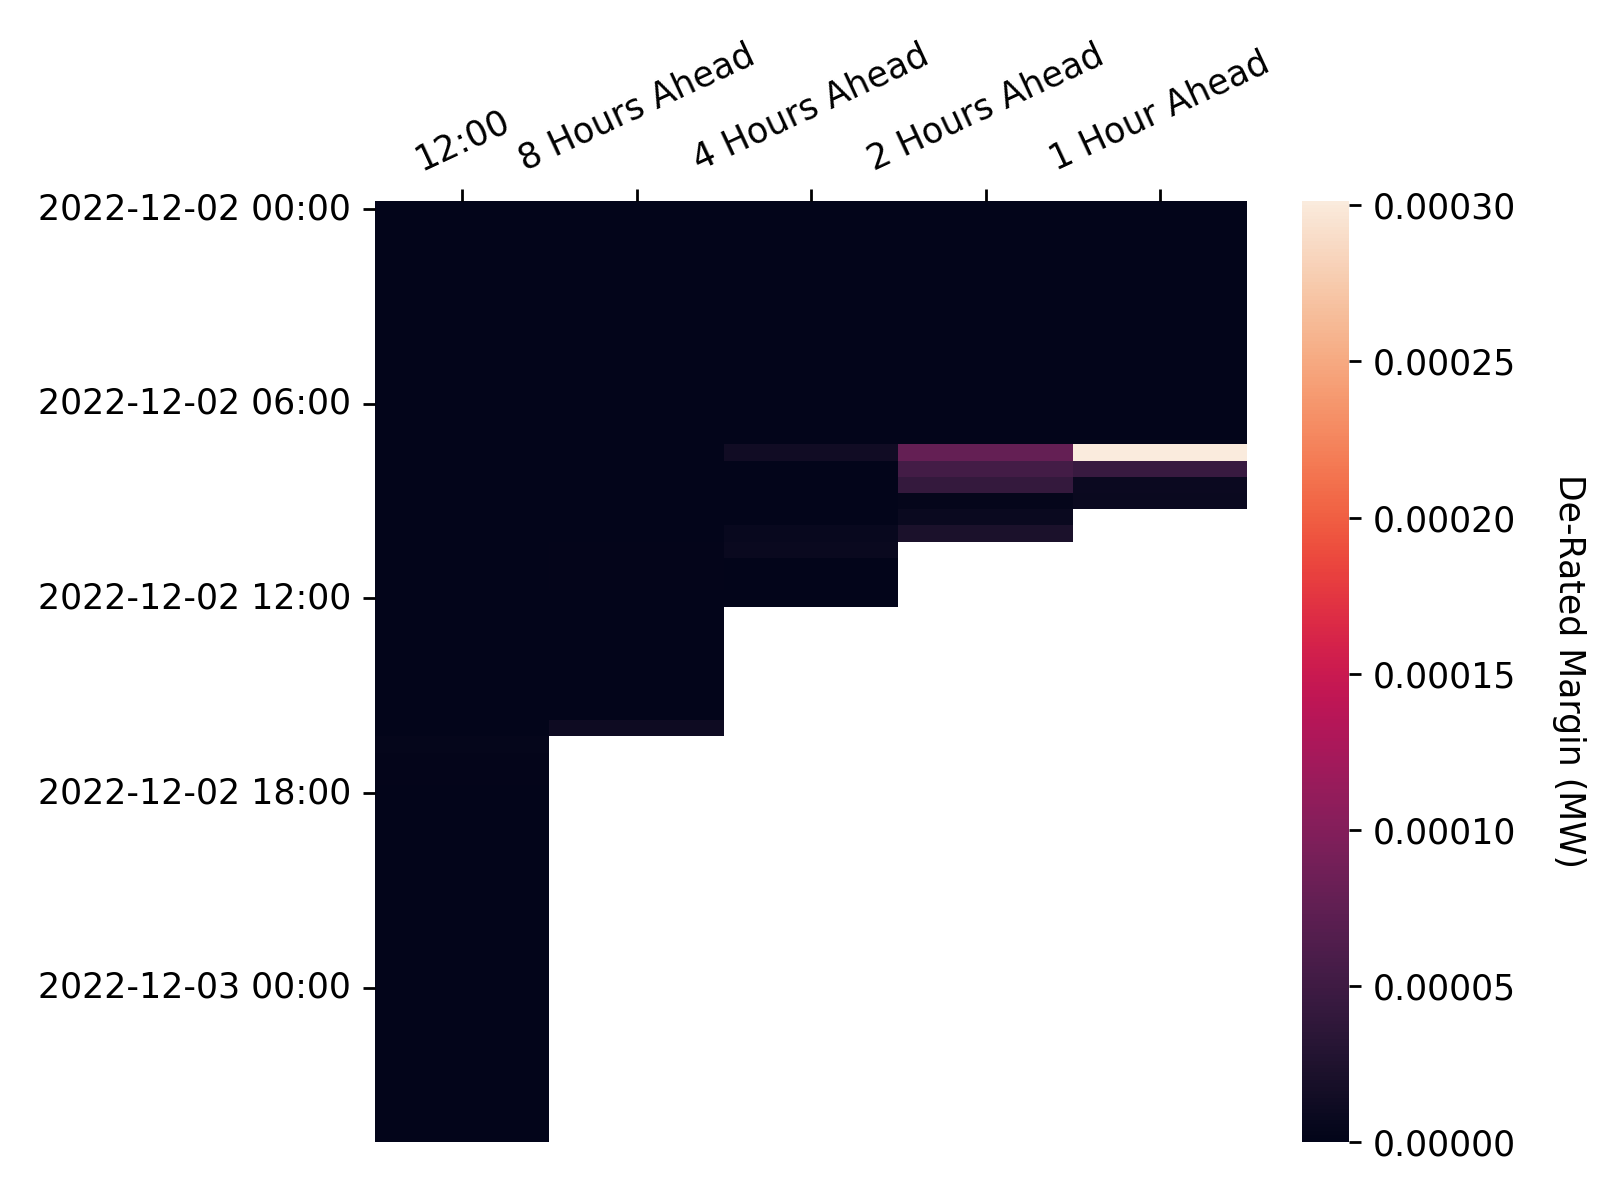 12:00
8 Hours Ahead
4 Hours Ahead
2 Hours Ahead
1 Hour Ahead
2022-12-02 00:00
2022-12-02 06:00
2022-12-02 12:00
2022-12-02 18:00
2022-12-03 00:00
0.00030
0.00025
0.00020
0.00015
0.00010
0.00005
0.00000
De-Rated Margin (MW)